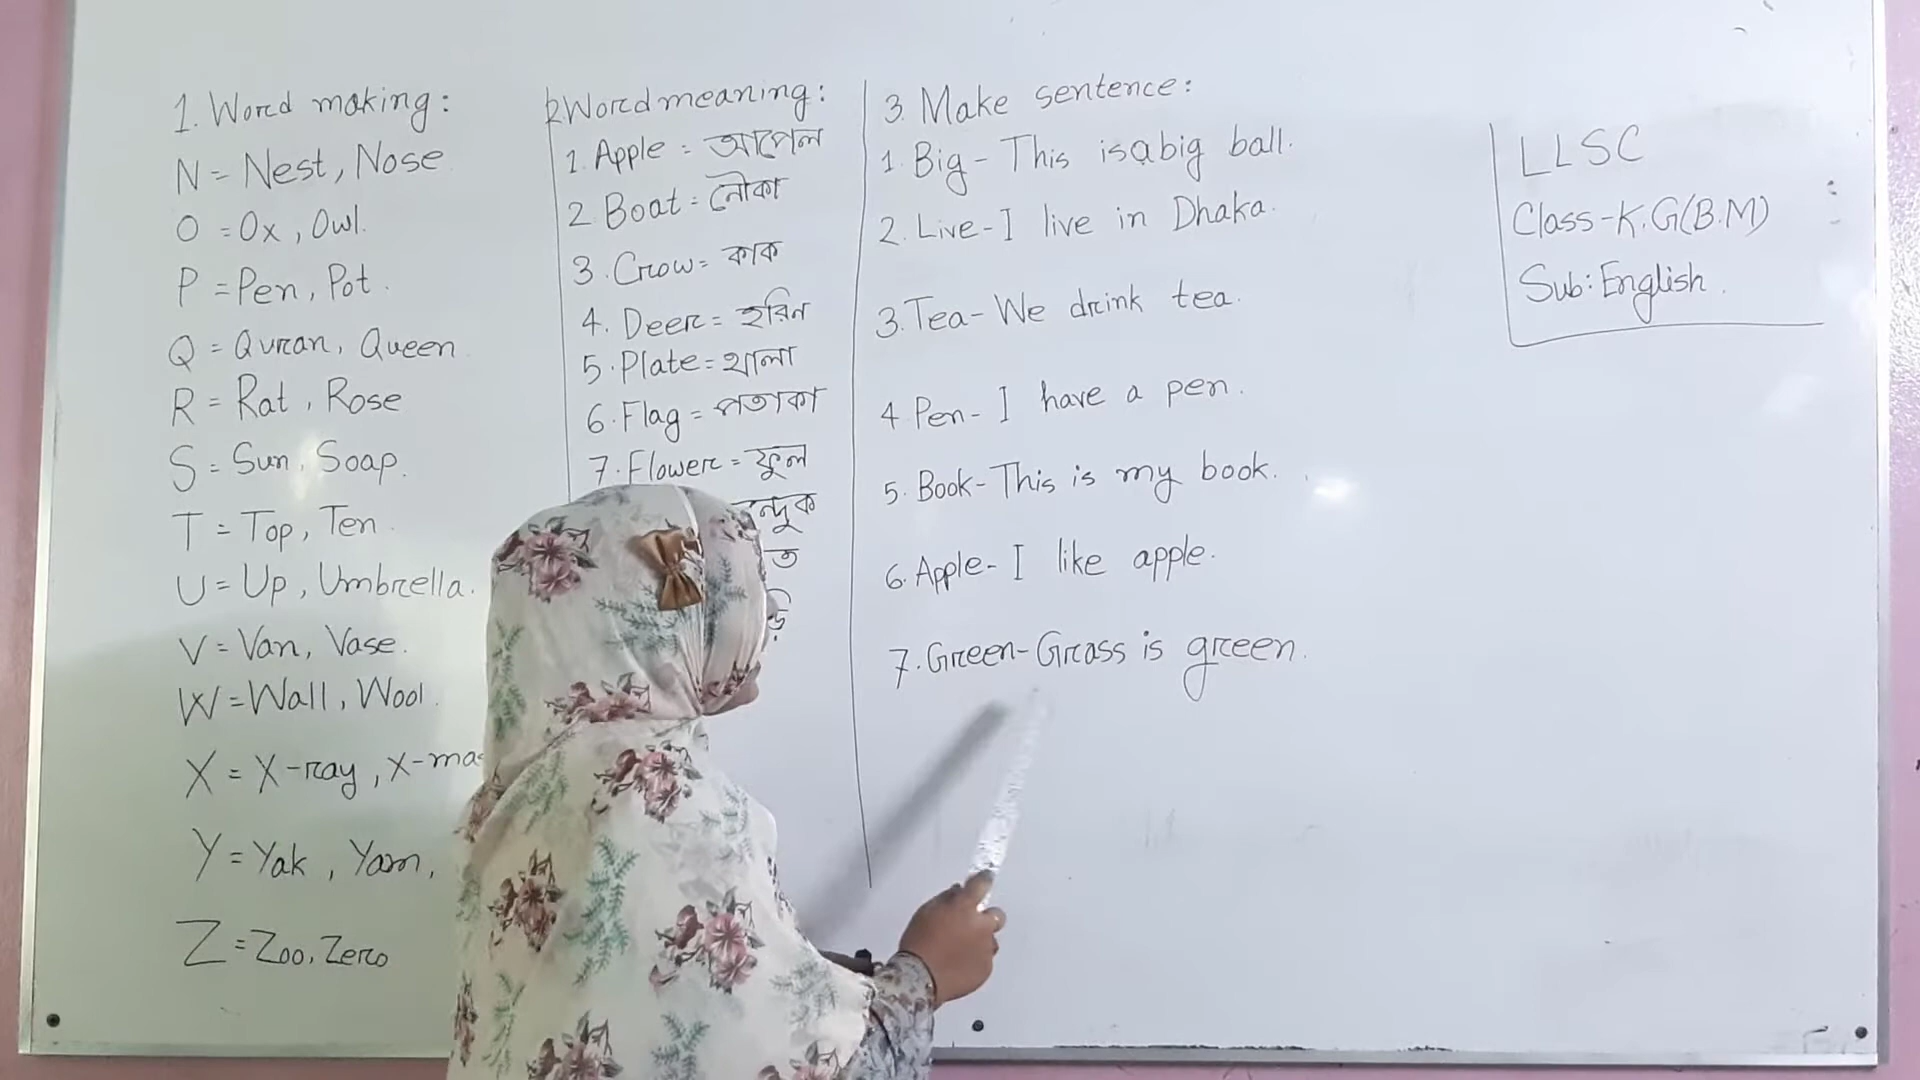 1. Word making:
N = Nest, Nose
O = Ox, Owl.
P = Pen, Pot.
Q = Quran, Queen
R = Rat, Rose
S = Sun, Soap.
T = Top, Ten.
U = Up, Umbrella.
V = Van, Vase.
W = Wall, Wool.
X = X-ray, X-mas
Y = Yak, Yam,
Z = Zoo, Zero
2 Word meaning:
1. Apple = আপেল
2. Boat = নৌকা
3. Crow = কাক
4. Deer = হরিন
5. Plate = থালা
6. Flag = পতাকা
7. Flower = ফুল
ন্দুক
ত
ড়ি
3. Make sentence:
1. Big - This is a big ball.
2. Live - I live in Dhaka.
3. Tea - We drink tea.
4 Pen - I have a pen.
5. Book - This is my book.
6. Apple - I like apple.
7. Green - Grass is green.
LLSC
Class - K.G(B.M)
Sub: English.